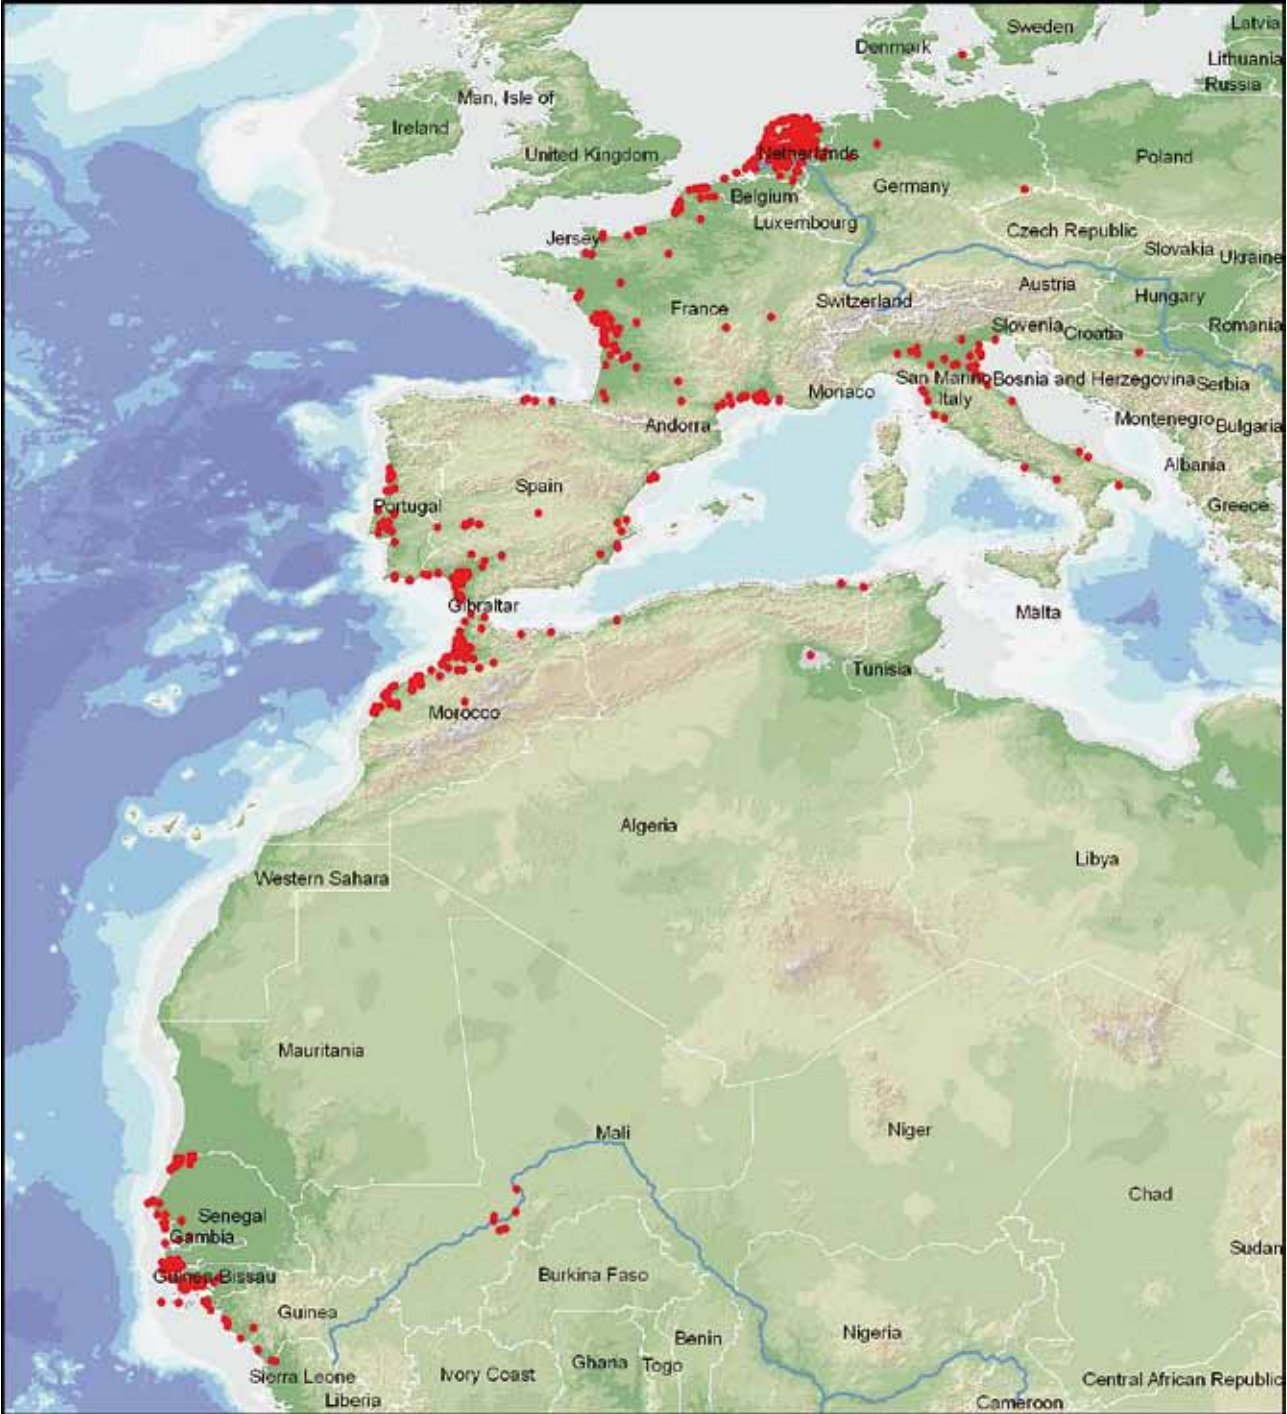 Sweden
Latvia
Denmark
Lithuania
Russia
Man, Isle of
Ireland
United Kingdom
Netherlands
Poland
Germany
Belgium
Luxembourg
Jersey
Czech Republic
Slovakia
Ukraine
Austria
Hungary
Switzerland
France
Slovenia
Croatia
Romania
San Marino
Bosnia and Herzegovina
Serbia
Monaco
Italy
Andorra
Montenegro
Bulgaria
Albania
Spain
Portugal
Greece
Gibraltar
Malta
Tunisia
Morocco
Algeria
Libya
Western Sahara
Mauritania
Mali
Niger
Chad
Senegal
Gambia
Sudan
Guinea-Bissau
Burkina Faso
Guinea
Benin
Nigeria
Sierra Leone
Ivory Coast
Ghana
Togo
Central African Republic
Liberia
Cameroon